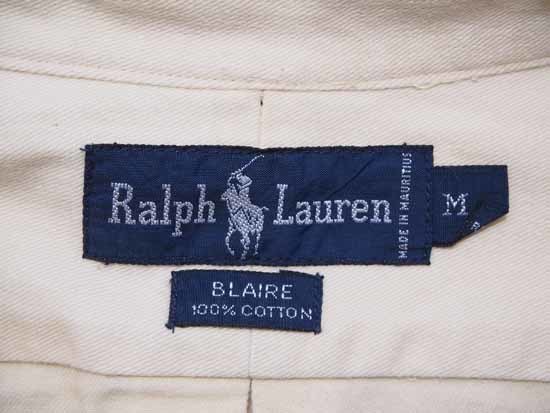 Ralph Lauren
MADE IN MAURITIUS
M
BLAIRE
100% COTTON